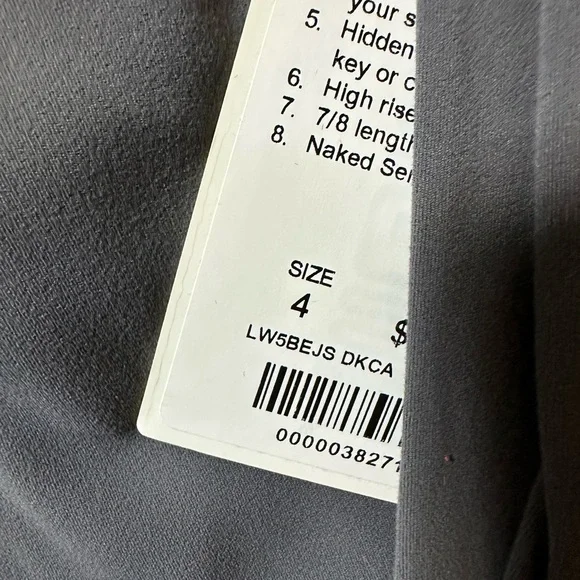 your s
5. Hidden
key or c
6. High rise
7. 7/8 length
8. Naked Sen
SIZE
4
$
LW5BEJS DKCA
0000038271